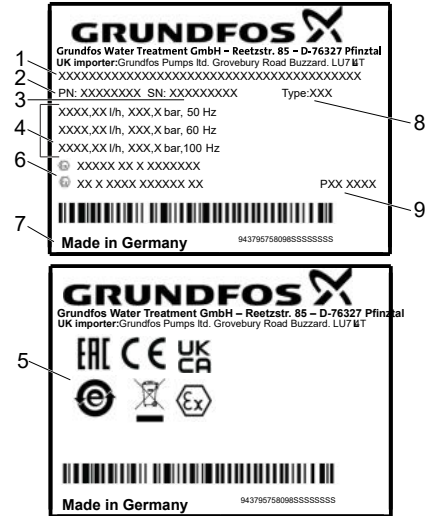 GRUNDFOS
Grundfos Water Treatment GmbH – Reetzstr. 85 – D-76327 Pfinztal
UK importer:Grundfos Pumps ltd. Grovebury Road Buzzard. LU7 4T
1
XXXXXXXXXXXXXXXXXXXXXXXXXXXXXXXXXXXXXXXXXX
2
PN: XXXXXXXX SN: XXXXXXXXX Type:XXX
3
XXXX,XX l/h, XXX,X bar, 50 Hz
8
4
XXXX,XX l/h, XXX,X bar, 60 Hz
XXXX,XX l/h, XXX,X bar,100 Hz
6
XXXXX XX X XXXXXXX
XX X XXXX XXXXXX XX PXX XXXX
9
7
Made in Germany 943795758098SSSSSSSS
GRUNDFOS
Grundfos Water Treatment GmbH – Reetzstr. 85 – D-76327 Pfinztal
UK importer:Grundfos Pumps ltd. Grovebury Road Buzzard. LU7 4T
5
EAC CE UK CA
e Ex
Made in Germany 943795758098SSSSSSSS